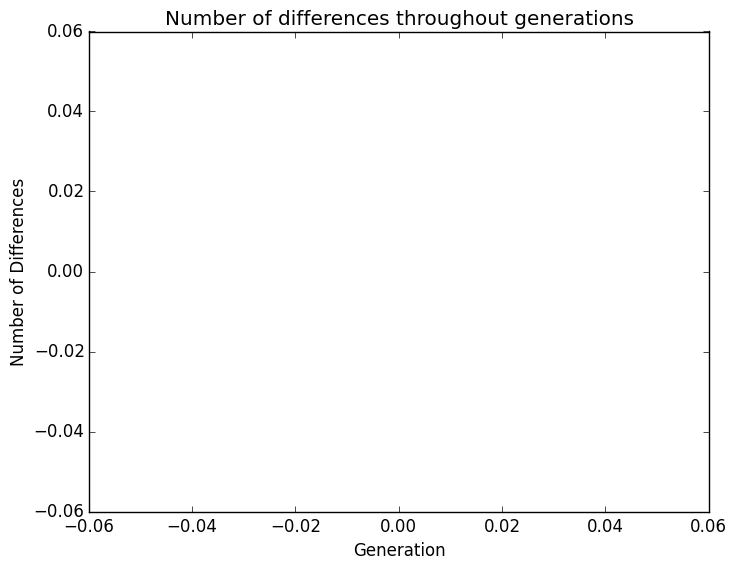 Number of differences throughout generations
0.06
0.04
0.02
0.00
−0.02
−0.04
−0.06
Number of Differences
−0.06 −0.04 −0.02 0.00 0.02 0.04 0.06
Generation